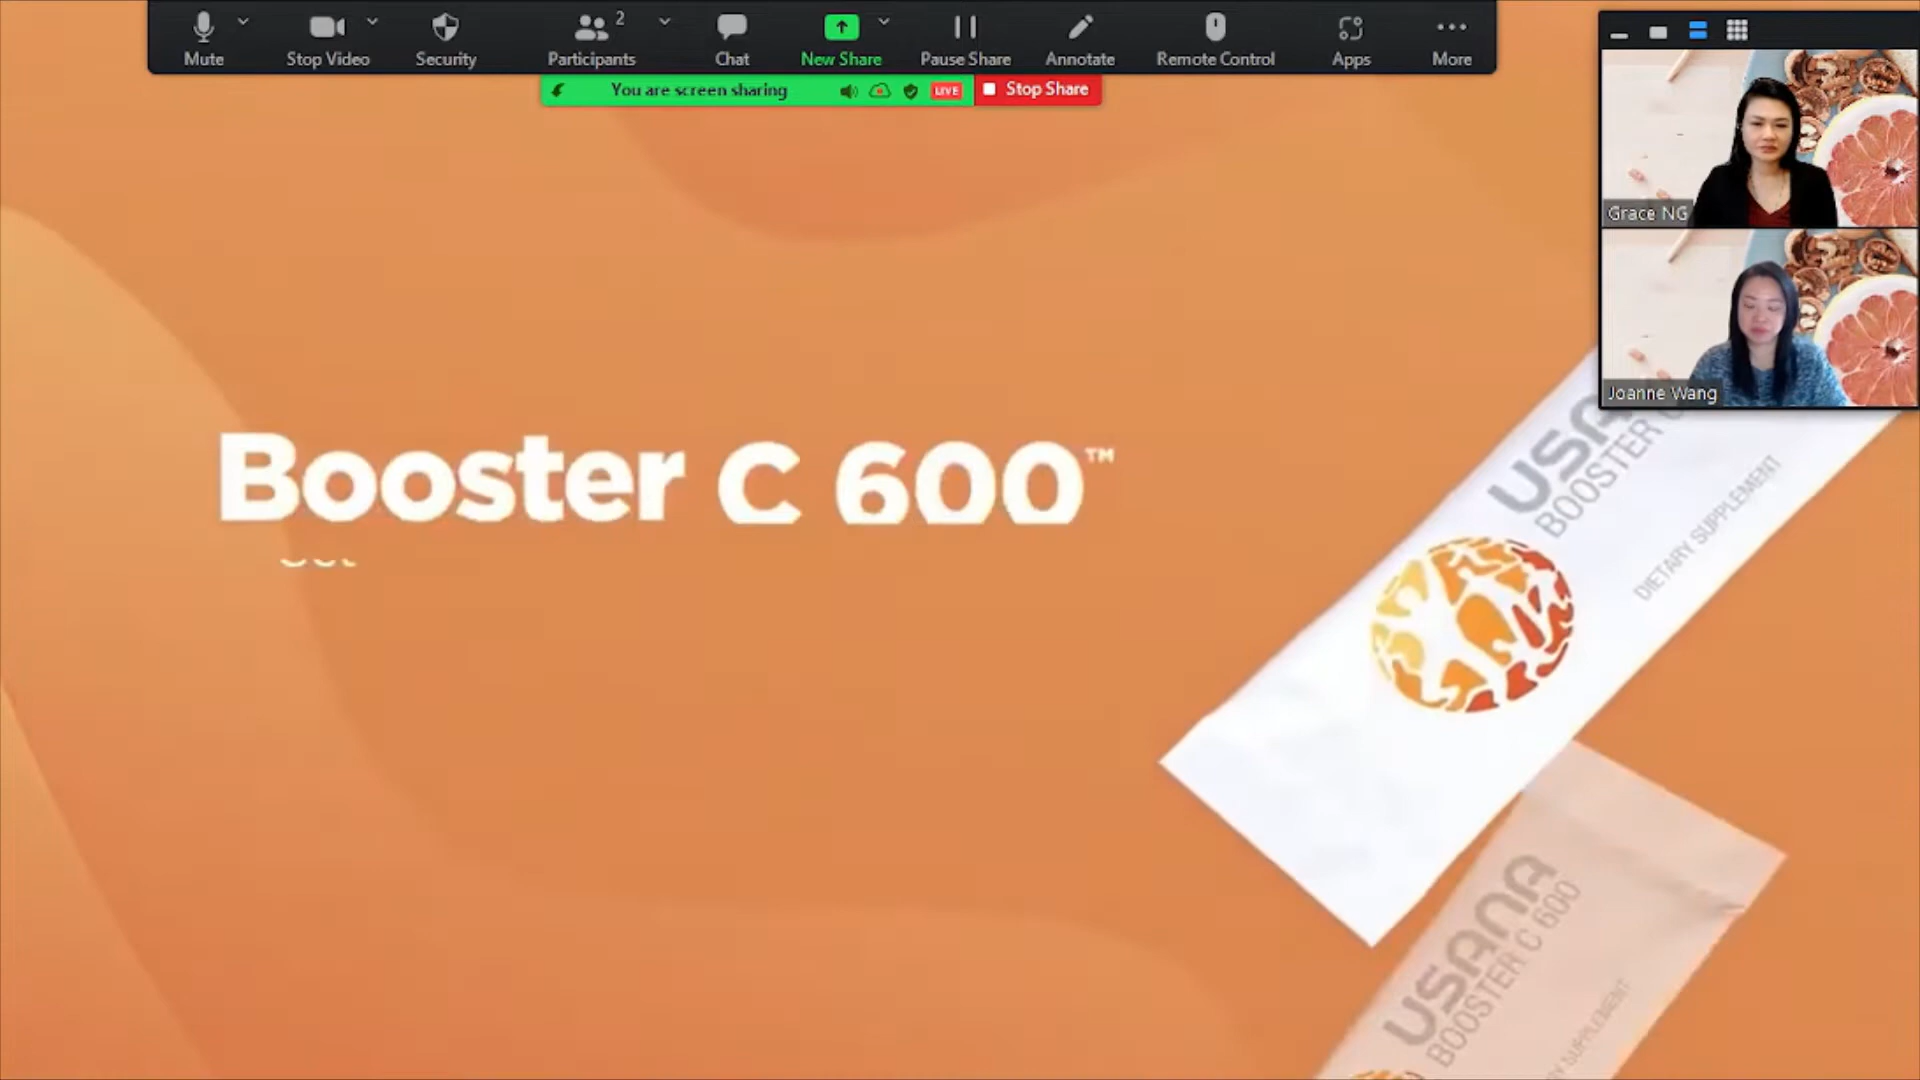 Mute
Stop Video
Security
Participants
2
Chat
New Share
Pause Share
Annotate
Remote Control
Apps
More
You are screen sharing
LIVE
Stop Share
Grace NG
Joanne Wang
Booster C 600™
USANA
BOOSTER C
DIETARY SUPPLEMENT
USANA
BOOSTER C 600
SUPPLEMENT